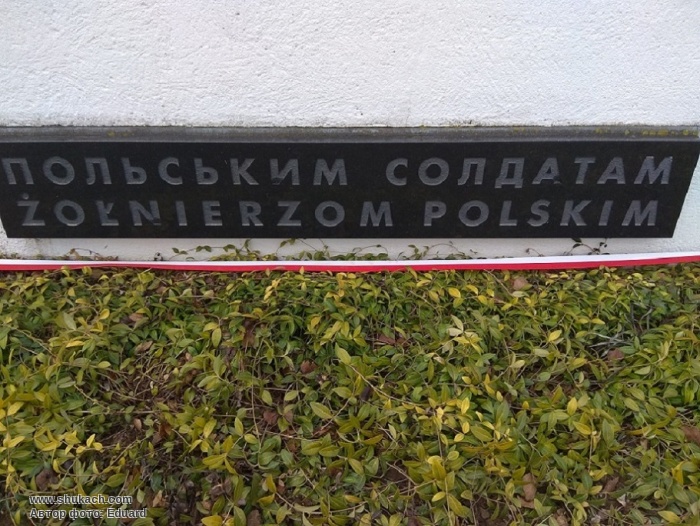 ПОЛЬСЬКИМ СОЛДАТАМ
ŻOŁNIERZOM POLSKIM
www.shukach.com
Автор фото: Eduard